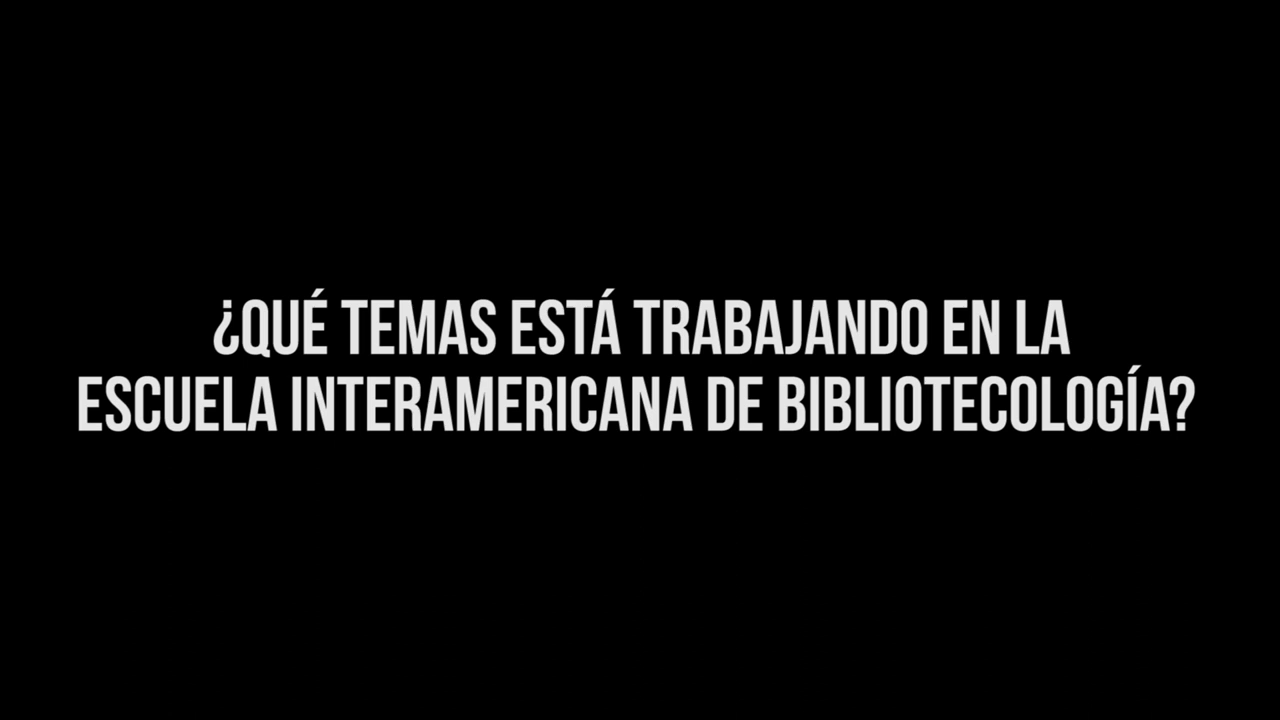 ¿QUÉ TEMAS ESTÁ TRABAJANDO EN LA
ESCUELA INTERAMERICANA DE BIBLIOTECOLOGÍA?